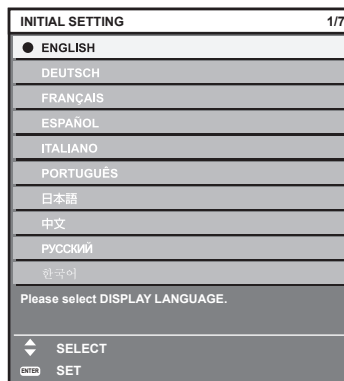 INITIAL SETTING 1/7
ENGLISH
DEUTSCH
FRANÇAIS
ESPAÑOL
ITALIANO
PORTUGUÊS
日本語
中文
РУССКИЙ
한국어
Please select DISPLAY LANGUAGE.
SELECT
ENTER SET